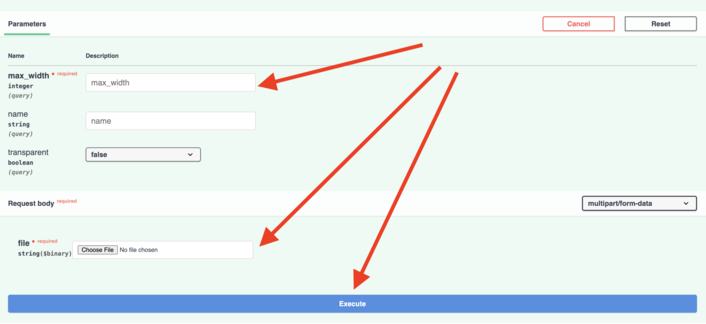 Parameters
Cancel
Reset
Name
Description
max_width * required
integer
(query)
max_width
name
string
(query)
name
transparent
boolean
(query)
false
Request body required
multipart/form-data
file * required
string($binary)
Choose File No file chosen
Execute